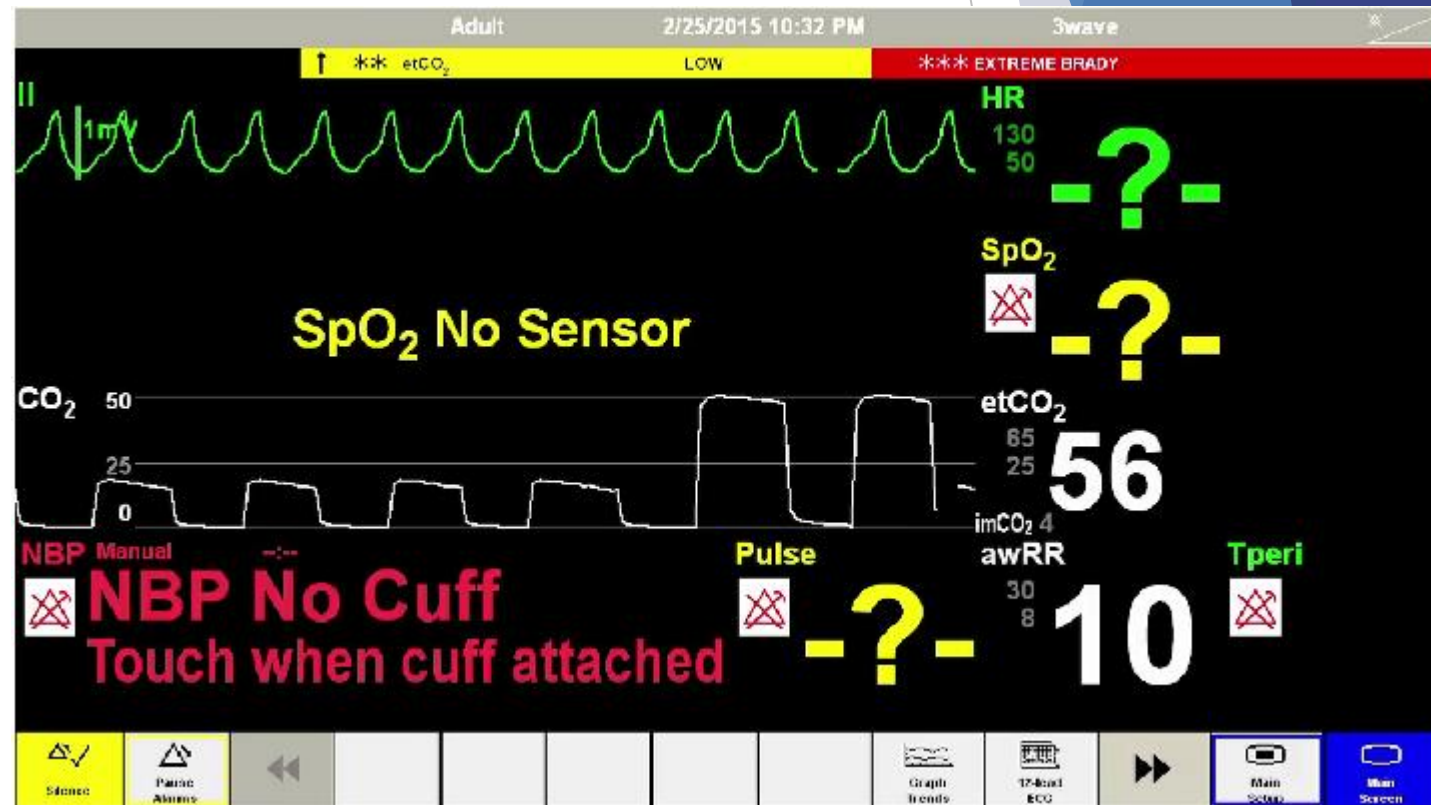 Adult 2/25/2015 10:32 PM 3wave
↑ ** etCO₂ LOW *** EXTREME BRADY
II
1mV
HR
130
50
-?-
SpO₂
-?-
SpO₂ No Sensor
CO₂ 50
25
0
etCO₂
65
25
56
imCO₂ 4
NBP Manual --:--
NBP No Cuff
Touch when cuff attached
Pulse
-?-
awRR
30
8
10
Tperi
Silence
Pause Alarms
Graph Trends
12-lead ECG
Main Setup
Main Screen